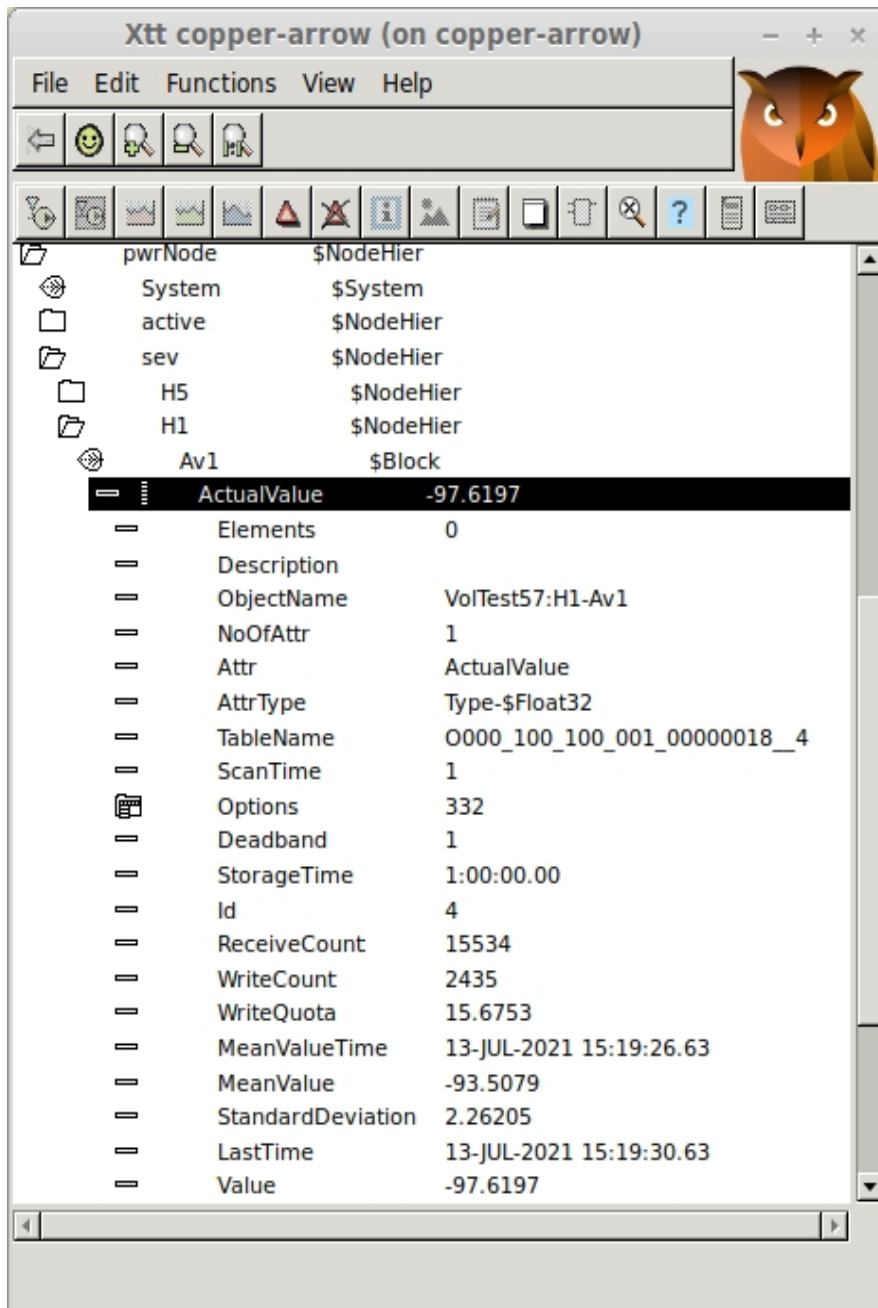 Xtt copper-arrow (on copper-arrow)
File Edit Functions View Help
pwrNode $NodeHier
System $System
active $NodeHier
sev $NodeHier
H5 $NodeHier
H1 $NodeHier
Av1 $Block
ActualValue -97.6197
Elements 0
Description
ObjectName VolTest57:H1-Av1
NoOfAttr 1
Attr ActualValue
AttrType Type-$Float32
TableName O000_100_100_001_00000018__4
ScanTime 1
Options 332
Deadband 1
StorageTime 1:00:00.00
Id 4
ReceiveCount 15534
WriteCount 2435
WriteQuota 15.6753
MeanValueTime 13-JUL-2021 15:19:26.63
MeanValue -93.5079
StandardDeviation 2.26205
LastTime 13-JUL-2021 15:19:30.63
Value -97.6197